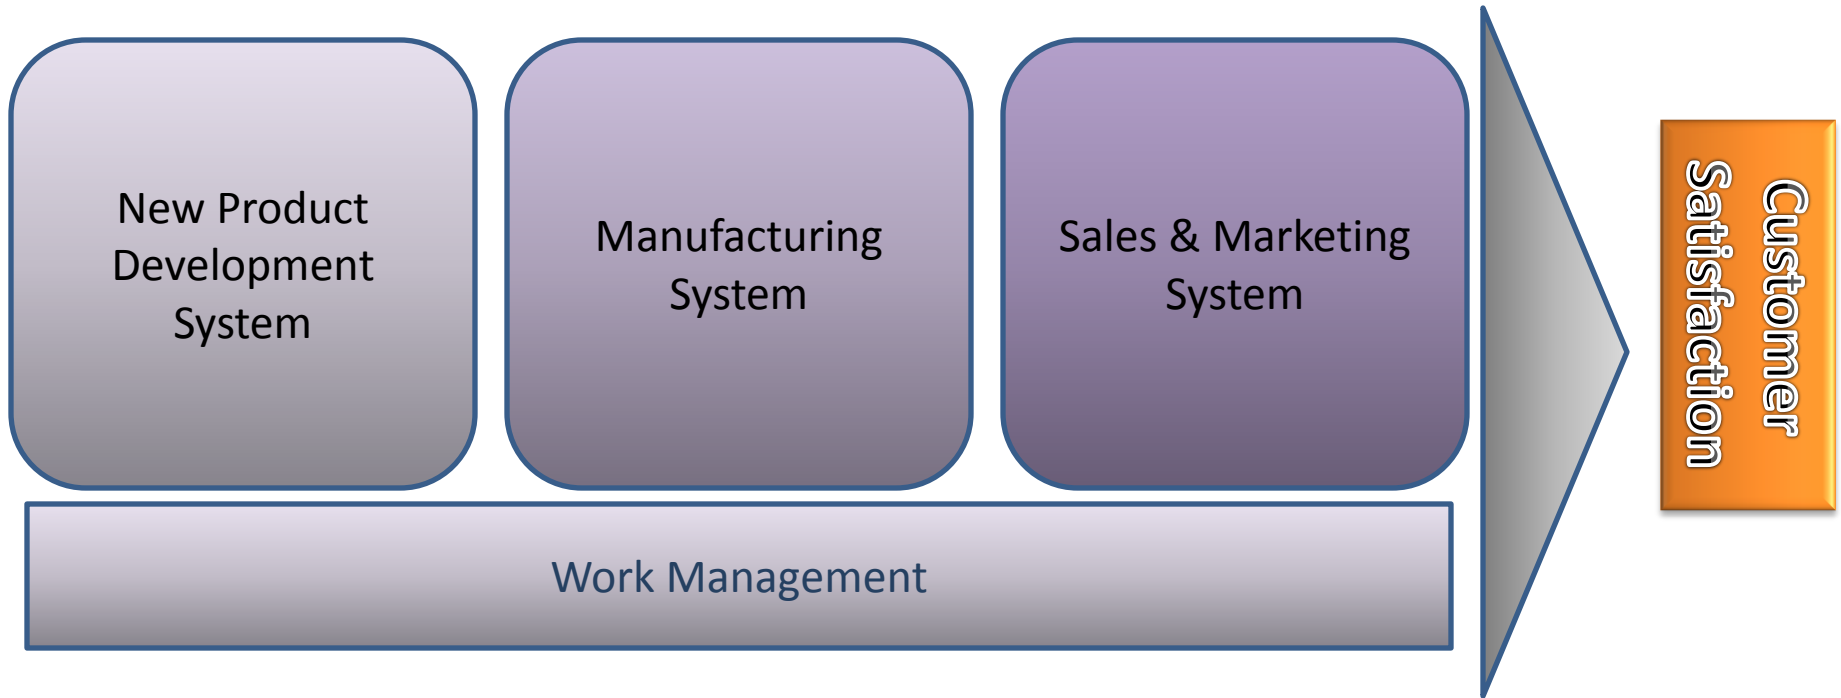 New Product
Development
System
Manufacturing
System
Sales & Marketing
System
Work Management
Customer
Satisfaction